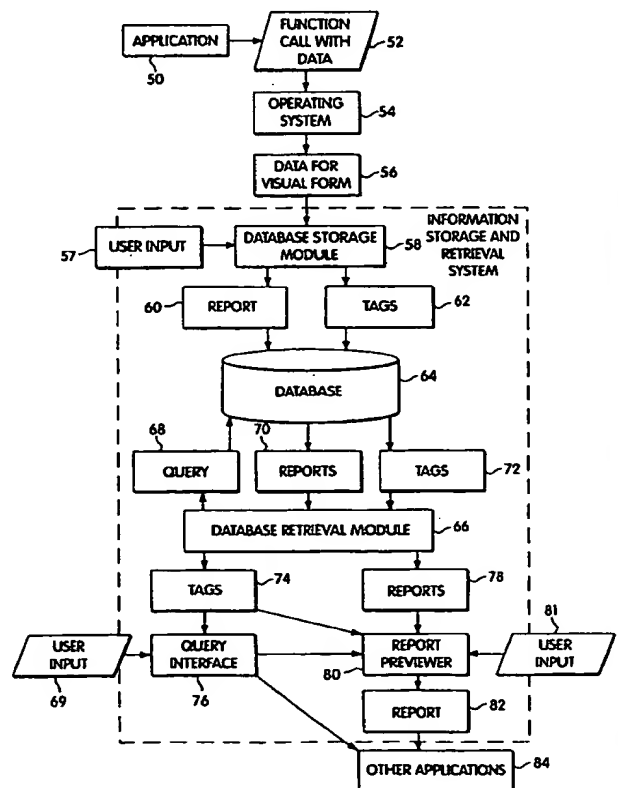 FUNCTION
CALL WITH
DATA
52
APPLICATION
50
OPERATING
SYSTEM
54
DATA FOR
VISUAL FORM
56
INFORMATION
STORAGE AND
RETRIEVAL
SYSTEM
57
USER INPUT
DATABASE STORAGE
MODULE
58
60
REPORT
TAGS
62
DATABASE
64
68
70
QUERY
REPORTS
TAGS
72
DATABASE RETRIEVAL MODULE
66
TAGS
74
REPORTS
78
81
USER
INPUT
69
QUERY
INTERFACE
76
REPORT
PREVIEWER
80
USER
INPUT
REPORT
82
OTHER APPLICATIONS
84